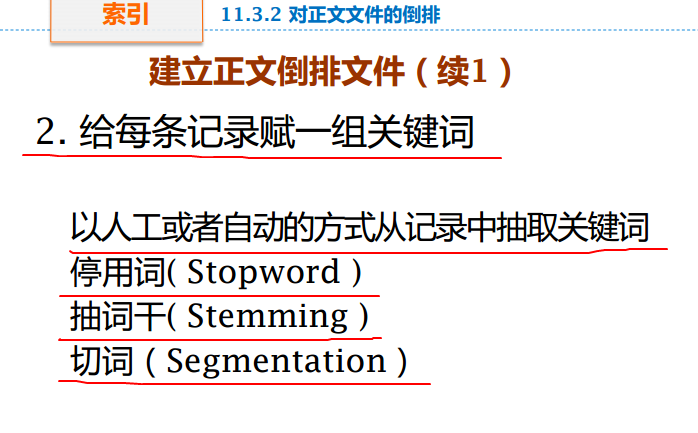 索引
11.3.2 对正文文件的倒排
建立正文倒排文件（续1）
2. 给每条记录赋一组关键词
以人工或者自动的方式从记录中抽取关键词
停用词( Stopword )
抽词干( Stemming )
切词（Segmentation）